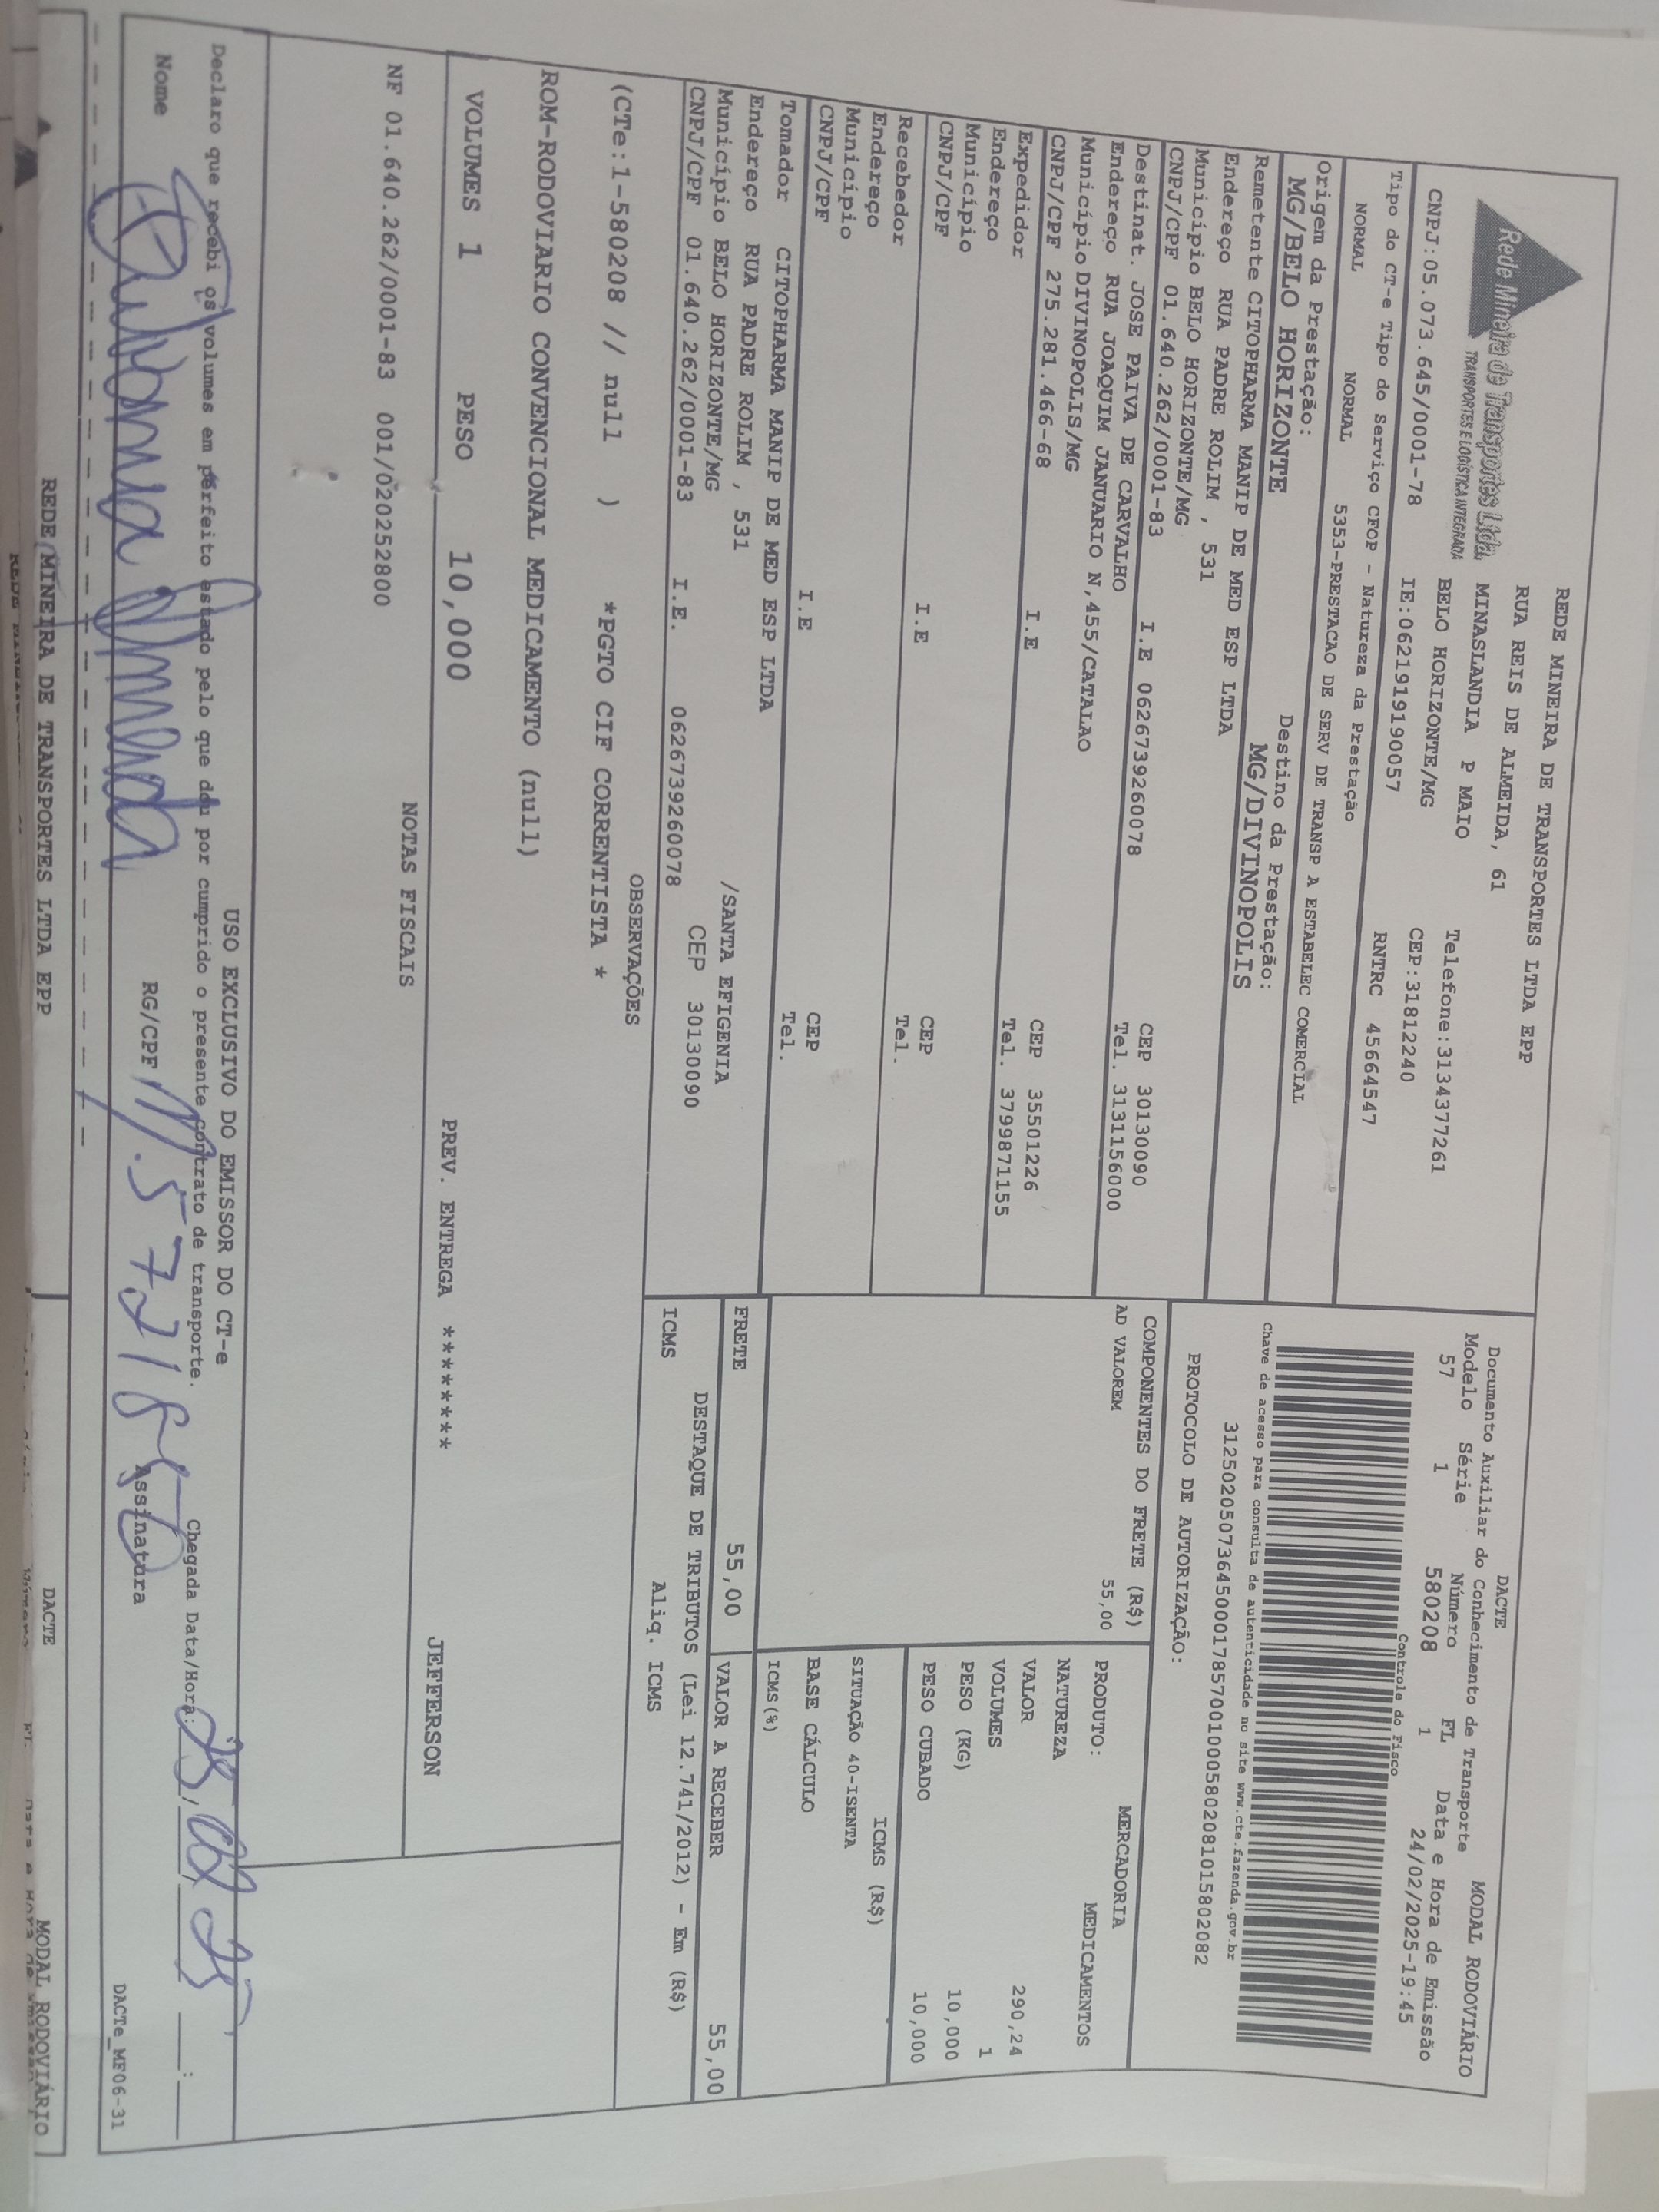 Rede Mineira de Transportes Ltda.
TRANSPORTES E LOGÍSTICA INTEGRADA
REDE MINEIRA DE TRANSPORTES LTDA EPP
RUA REIS DE ALMEIDA, 61
MINASLANDIA P MAIO
BELO HORIZONTE/MG Telefone:3134377261
CNPJ:05.073.645/0001-78 IE:0621919190057 CEP:31812240
RNTRC 45664547
Tipo do CT-e Tipo do Serviço CFOP - Natureza da Prestação
NORMAL NORMAL 5353-PRESTACAO DE SERV DE TRANSP A ESTABELEC COMERCIAL
Origem da Prestação: Destino da Prestação:
MG/BELO HORIZONTE MG/DIVINOPOLIS
Remetente CITOPHARMA MANIP DE MED ESP LTDA
Endereço RUA PADRE ROLIM , 531
Município BELO HORIZONTE/MG CEP 30130090
CNPJ/CPF 01.640.262/0001-83 I.E 0626739260078 Tel. 3131156000
Destinat. JOSE PAIVA DE CARVALHO
Endereço RUA JOAQUIM JANUARIO N,455/CATALAO
Município DIVINOPOLIS/MG CEP 35501226
CNPJ/CPF 275.281.466-68 I.E Tel. 3799871155
Expedidor
Endereço
Município CEP
CNPJ/CPF I.E Tel.
Recebedor
Endereço
Município CEP
CNPJ/CPF I.E Tel.
Tomador CITOPHARMA MANIP DE MED ESP LTDA
Endereço RUA PADRE ROLIM , 531 /SANTA EFIGENIA
Município BELO HORIZONTE/MG CEP 30130090
CNPJ/CPF 01.640.262/0001-83 I.E. 0626739260078
DACTE MODAL RODOVIÁRIO
Documento Auxiliar do Conhecimento de Transporte
Modelo Série Número FL Data e Hora de Emissão
57 1 580208 1 24/02/2025-19:45
Controle do Fisco
Chave de acesso para consulta de autenticidade no site www.cte.fazenda.gov.br
31250205073645000178570010005802081015802082
PROTOCOLO DE AUTORIZAÇÃO:
COMPONENTES DO FRETE (R$)
AD VALOREM 55,00
MERCADORIA
PRODUTO: MEDICAMENTOS
NATUREZA
VALOR 290,24
VOLUMES 1
PESO (KG) 10,000
PESO CUBADO 10,000
ICMS (R$)
SITUAÇÃO 40-ISENTA
BASE CÁLCULO
ICMS(%)
FRETE 55,00 VALOR A RECEBER 55,00
DESTAQUE DE TRIBUTOS (Lei 12.741/2012) - Em (R$)
ICMS Aliq. ICMS
OBSERVAÇÕES
(CTe:1-580208 // null ) *PGTO CIF CORRENTISTA *
ROM-RODOVIARIO CONVENCIONAL MEDICAMENTO (null)
VOLUMES 1 PESO 10,000 PREV. ENTREGA ******** JEFFERSON
NOTAS FISCAIS
NF 01.640.262/0001-83 001/020252800
USO EXCLUSIVO DO EMISSOR DO CT-e
Declaro que recebi os volumes em perfeito estado pelo que dou por cumprido o presente contrato de transporte. Chegada Data/Hora: 25/02/25 __:__
Nome RG/CPF Assinatura
DACTe_MF06-31
REDE MINEIRA DE TRANSPORTES LTDA EPP DACTE MODAL RODOVIÁRIO